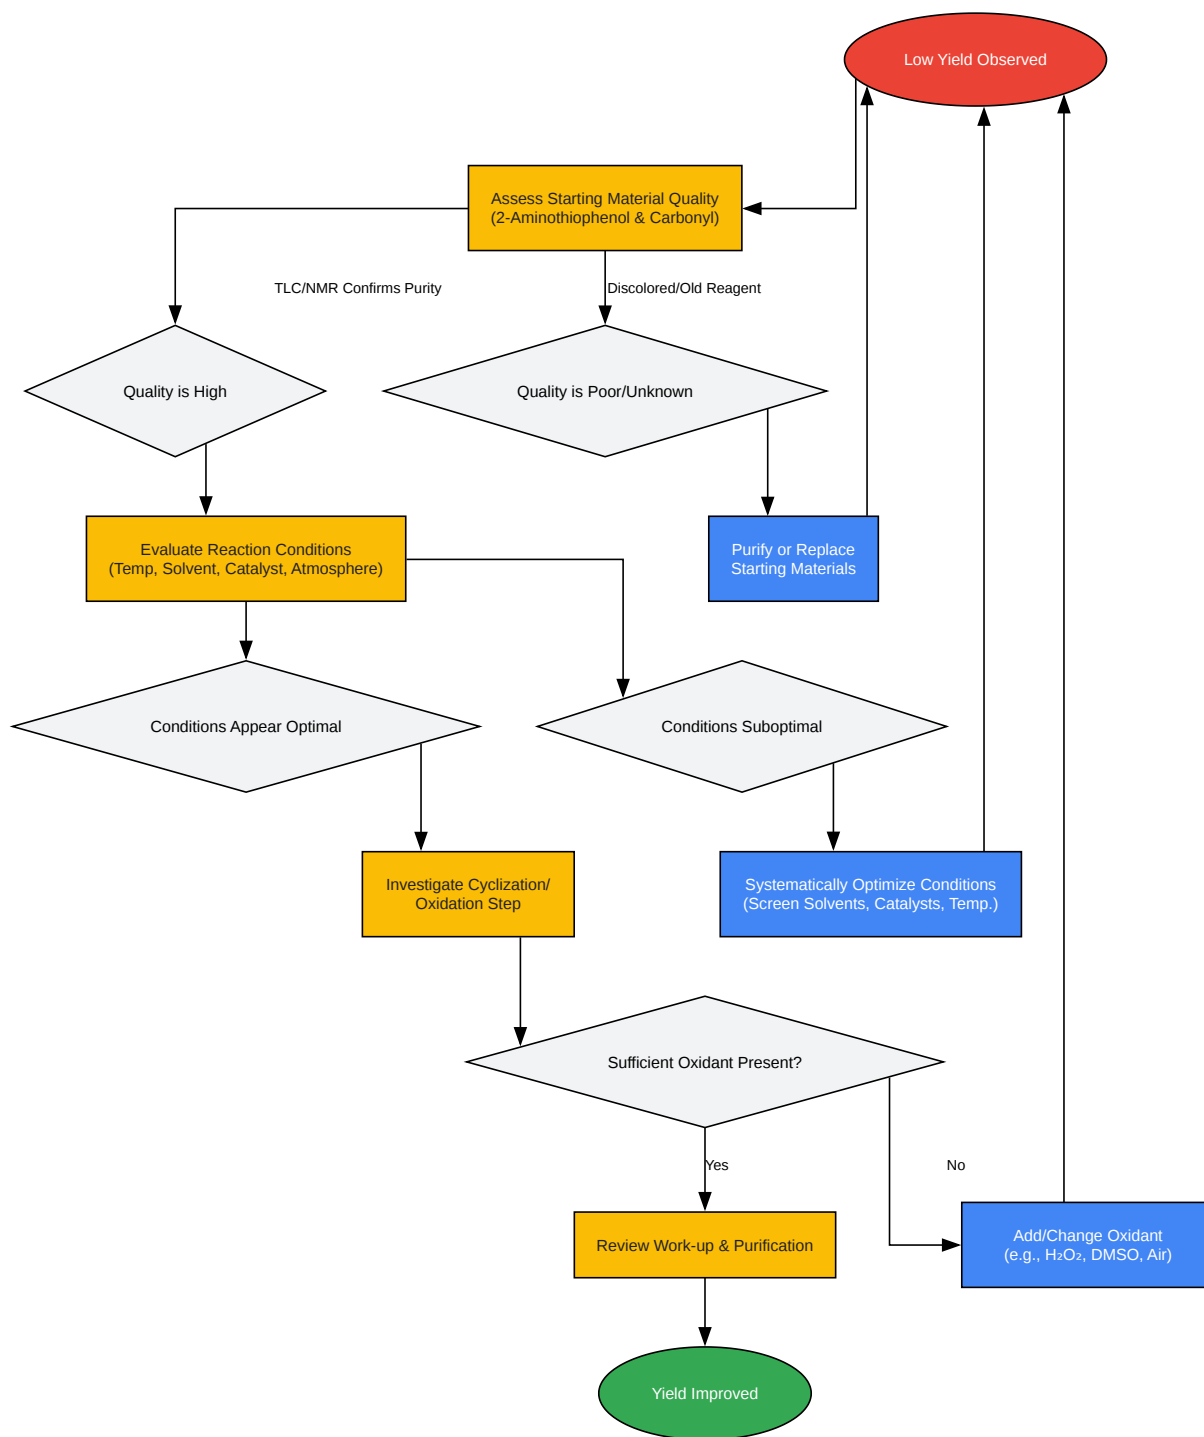 Low Yield Observed
Assess Starting Material Quality
(2-Aminothiophenol & Carbonyl)
TLC/NMR Confirms Purity
Discolored/Old Reagent
Quality is High
Quality is Poor/Unknown
Evaluate Reaction Conditions
(Temp, Solvent, Catalyst, Atmosphere)
Purify or Replace
Starting Materials
Conditions Appear Optimal
Conditions Suboptimal
Investigate Cyclization/
Oxidation Step
Systematically Optimize Conditions
(Screen Solvents, Catalysts, Temp.)
Sufficient Oxidant Present?
Yes
No
Review Work-up & Purification
Add/Change Oxidant
(e.g., H₂O₂, DMSO, Air)
Yield Improved